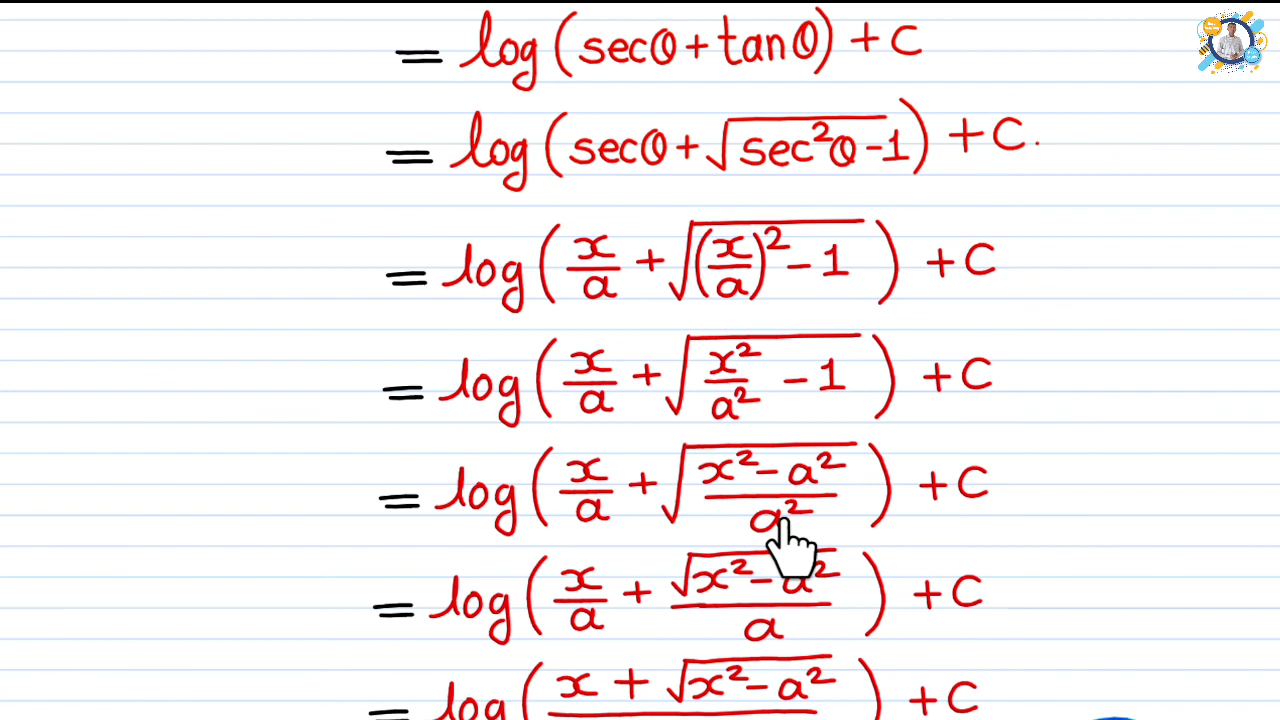 = log(secθ + tanθ) + C
= log(secθ + √(sec²θ - 1)) + C.
= log(x/a + √((x/a)² - 1)) + C
= log(x/a + √(x²/a² - 1)) + C
= log(x/a + √((x² - a²)/a²)) + C
= log(x/a + √(x² - a²)/a) + C
= log(x + √(x² - a²)) + C